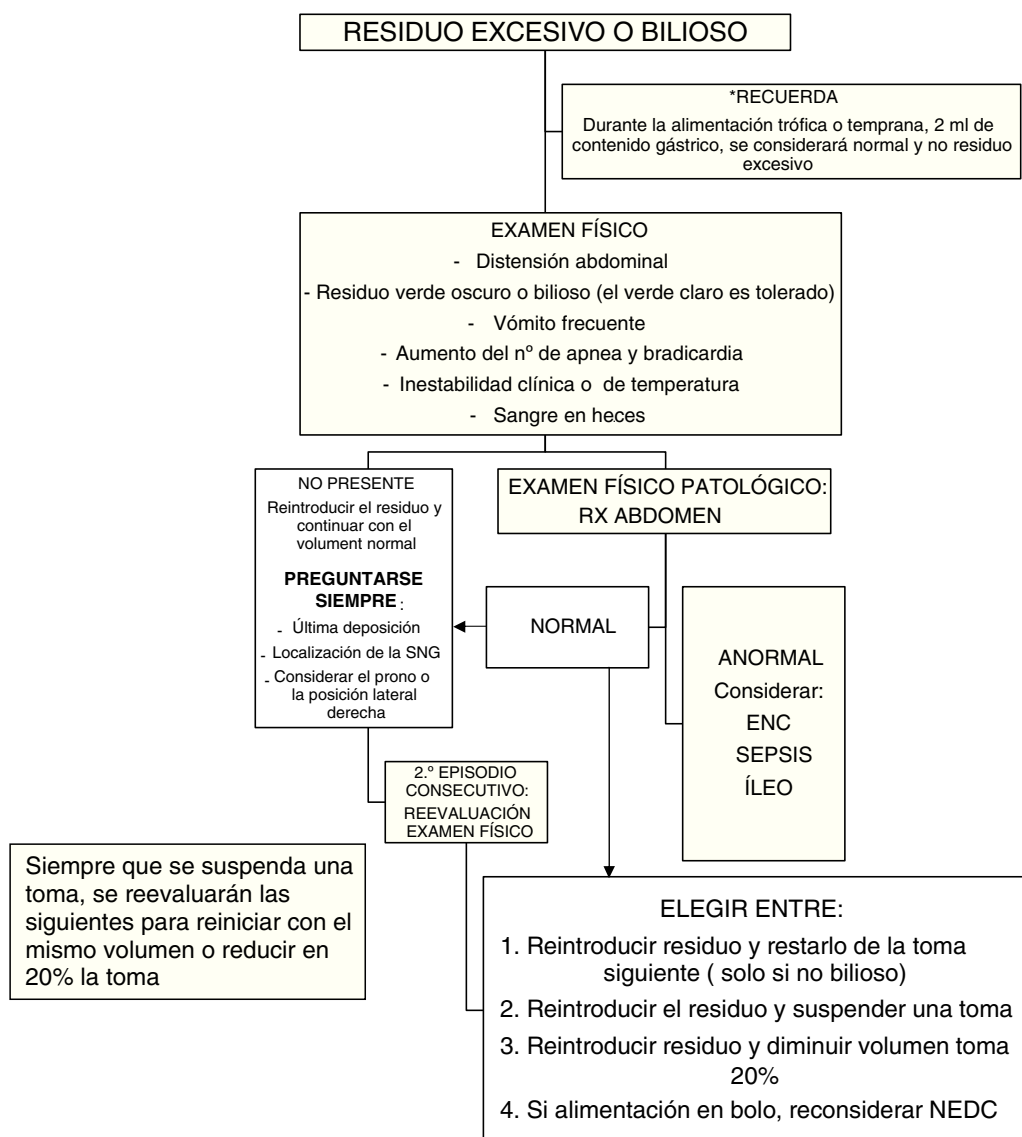 RESIDUO EXCESIVO O BILIOSO
*RECUERDA
Durante la alimentación trófica o temprana, 2 ml de
contenido gástrico, se considerará normal y no residuo
excesivo
EXAMEN FÍSICO
- Distensión abdominal
- Residuo verde oscuro o bilioso (el verde claro es tolerado)
- Vómito frecuente
- Aumento del nº de apnea y bradicardia
- Inestabilidad clínica o de temperatura
- Sangre en heces
NO PRESENTE
Reintroducir el residuo y
continuar con el
volument normal
PREGUNTARSE
SIEMPRE :
- Última deposición
- Localización de la SNG
- Considerar el prono o
la posición lateral
derecha
EXAMEN FÍSICO PATOLÓGICO:
RX ABDOMEN
NORMAL
ANORMAL
Considerar:
ENC
SEPSIS
ÍLEO
2.º EPISODIO
CONSECUTIVO:
REEVALUACIÓN
EXAMEN FÍSICO
Siempre que se suspenda una
toma, se reevaluarán las
siguientes para reiniciar con el
mismo volumen o reducir en
20% la toma
ELEGIR ENTRE:
1. Reintroducir residuo y restarlo de la toma
siguiente ( solo si no bilioso)
2. Reintroducir el residuo y suspender una toma
3. Reintroducir residuo y diminuir volumen toma
20%
4. Si alimentación en bolo, reconsiderar NEDC